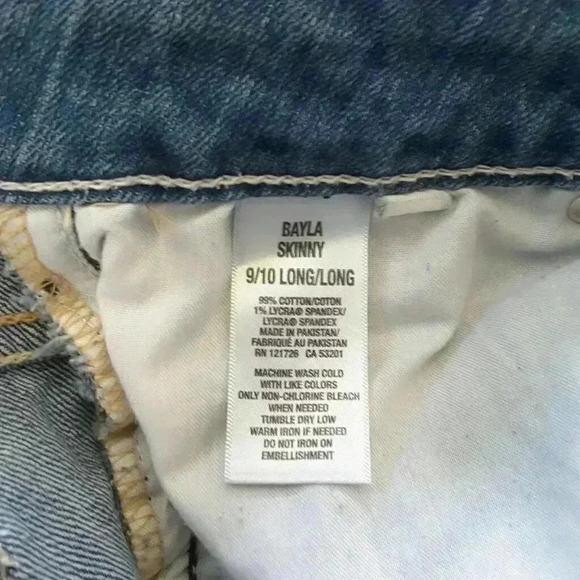 BAYLA
SKINNY
9/10 LONG/LONG
99% COTTON/COTON
1% LYCRA® SPANDEX/
LYCRA® SPANDEX
MADE IN PAKISTAN/
FABRIQUÉ AU PAKISTAN
RN 121726 CA 53201
MACHINE WASH COLD
WITH LIKE COLORS
ONLY NON-CHLORINE BLEACH
WHEN NEEDED
TUMBLE DRY LOW
WARM IRON IF NEEDED
DO NOT IRON ON
EMBELLISHMENT